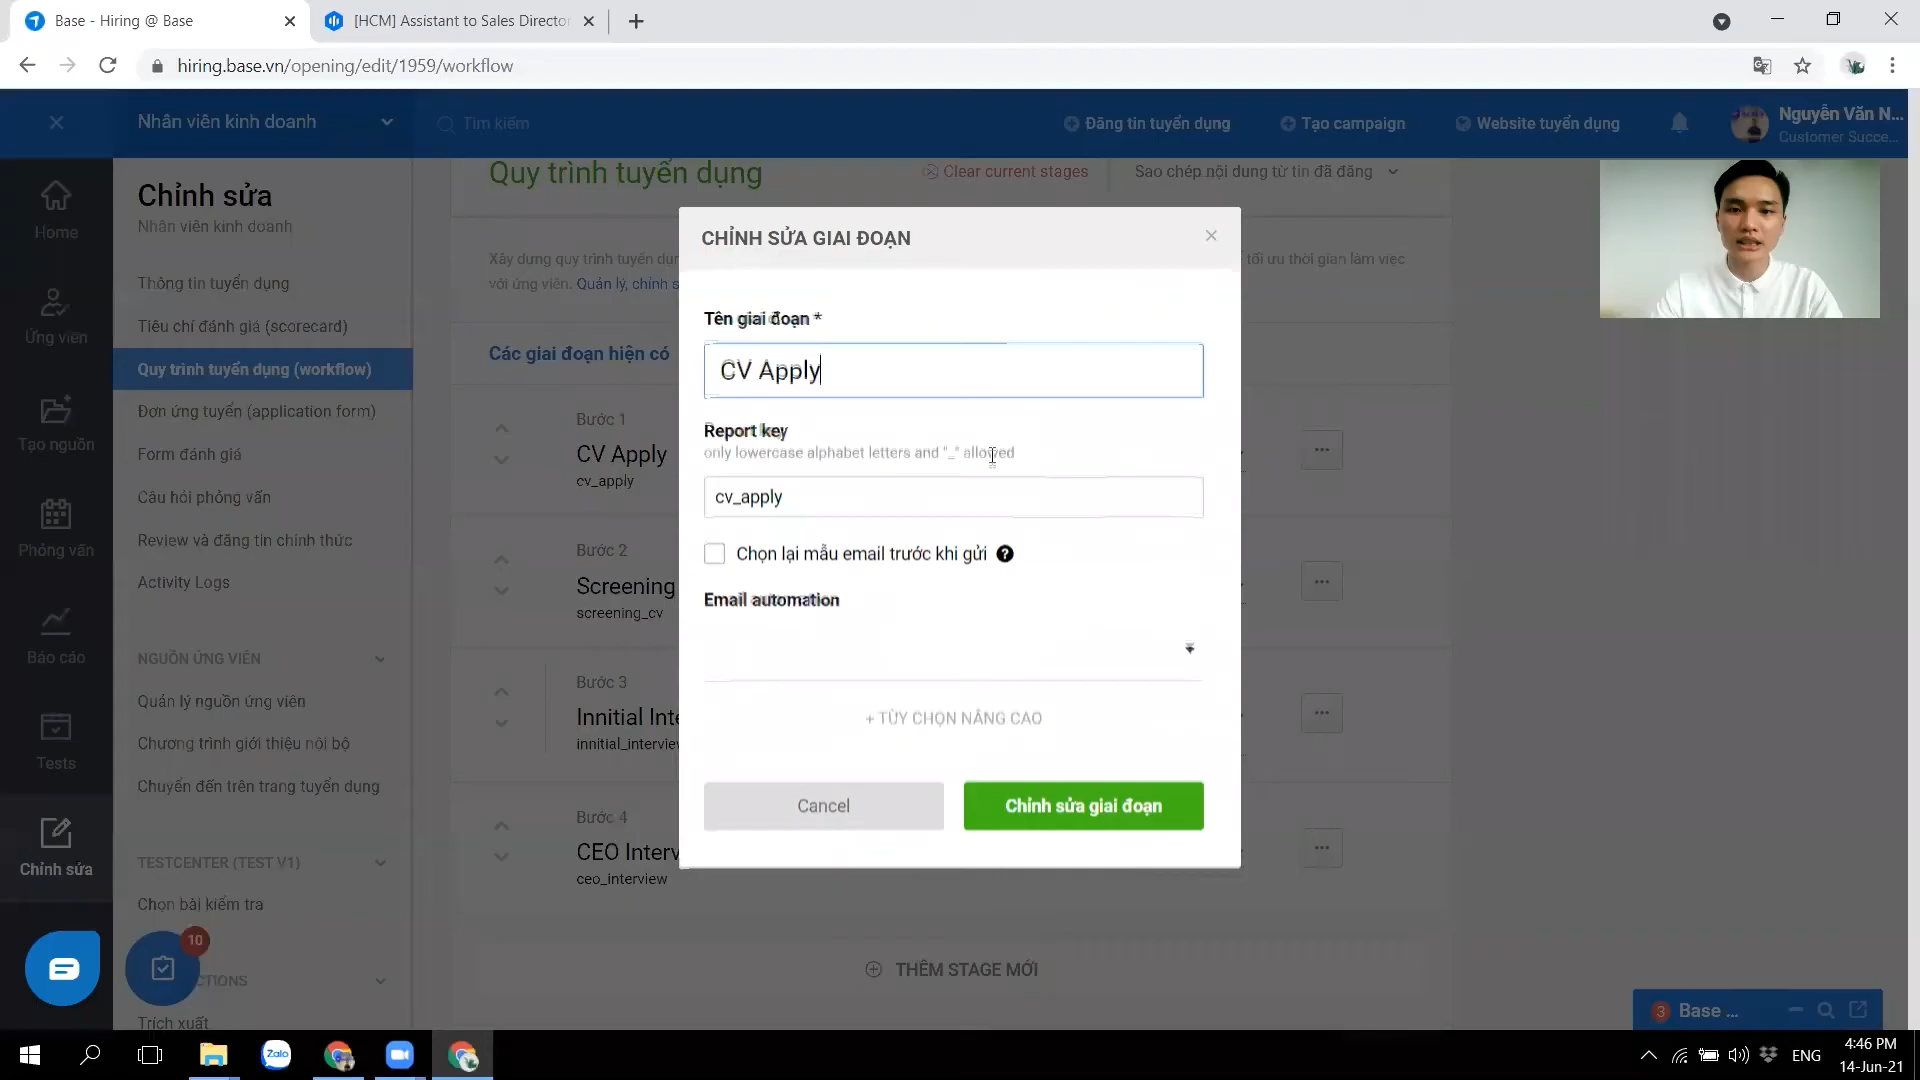 Base - Hiring @ Base
[HCM] Assistant to Sales Director
hiring.base.vn/opening/edit/1959/workflow
Nhân viên kinh doanh
Tìm kiếm
Đăng tin tuyển dụng
Tạo campaign
Website tuyển dụng
Nguyễn Văn N...
Customer Succe...
Home
Ứng viên
Tạo nguồn
Phỏng vấn
Báo cáo
Tests
Chỉnh sửa
Chỉnh sửa
Nhân viên kinh doanh
Thông tin tuyển dụng
Tiêu chí đánh giá (scorecard)
Quy trình tuyển dụng (workflow)
Đơn ứng tuyển (application form)
Form đánh giá
Câu hỏi phỏng vấn
Review và đăng tin chính thức
Activity Logs
NGUỒN ỨNG VIÊN
Quản lý nguồn ứng viên
Chương trình giới thiệu nội bộ
Chuyển đến trên trang tuyển dụng
TESTCENTER (TEST V1)
Chọn bài kiểm tra
10
CTIONS
Trích xuất
Quy trình tuyển dụng
Clear current stages
Sao chép nội dung từ tin đã đăng
Xây dựng quy trình tuyển dụn
tối ưu thời gian làm việc
với ứng viên. Quản lý, chỉnh s
Các giai đoạn hiện có
Bước 1
CV Apply
cv_apply
Bước 2
Screening
screening_cv
Bước 3
Innitial Inte
innitial_interview
Bước 4
CEO Interv
ceo_interview
THÊM STAGE MỚI
CHỈNH SỬA GIAI ĐOẠN
Tên giai đoạn *
CV Apply
Report key
only lowercase alphabet letters and "_" allowed
cv_apply
Chọn lại mẫu email trước khi gửi
Email automation
+ TÙY CHỌN NÂNG CAO
Cancel
Chỉnh sửa giai đoạn
3 Base ...
Zalo
ENG
4:46 PM
14-Jun-21